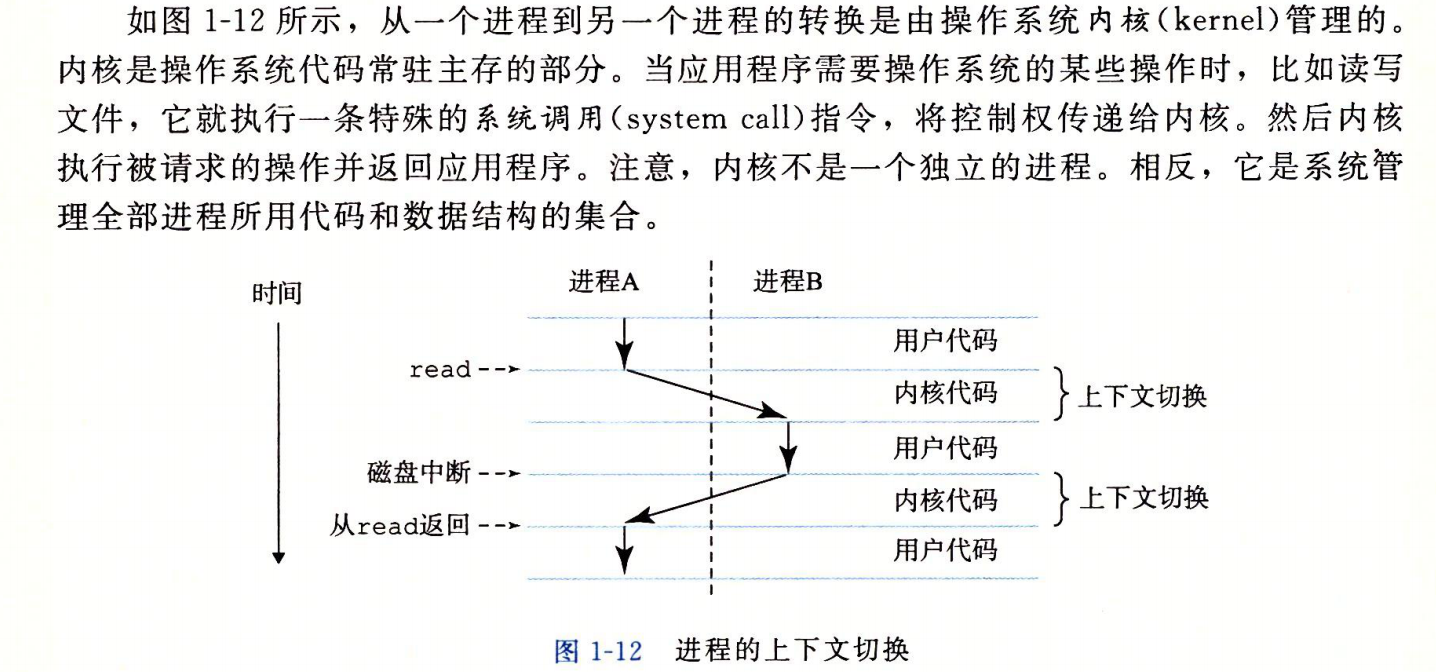 如图 1-12 所示，从一个进程到另一个进程的转换是由操作系统内核(kernel)管理的。
内核是操作系统代码常驻主存的部分。当应用程序需要操作系统的某些操作时，比如读写
文件，它就执行一条特殊的系统调用(system call)指令，将控制权传递给内核。然后内核
执行被请求的操作并返回应用程序。注意，内核不是一个独立的进程。相反，它是系统管
理全部进程所用代码和数据结构的集合。
时间
进程A
进程B
用户代码
read
内核代码
上下文切换
用户代码
磁盘中断
内核代码
上下文切换
从read返回
用户代码
图 1-12 进程的上下文切换